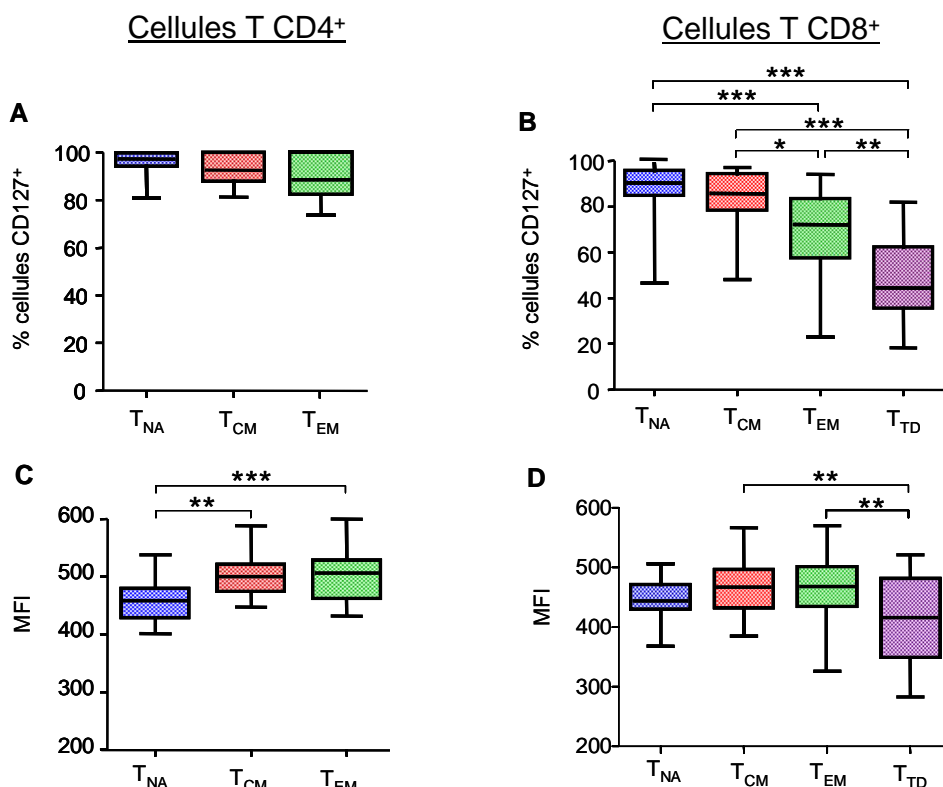 Cellules T CD4+
Cellules T CD8+
A
% cellules CD127+
100
80
60
40
20
0
TNA
TCM
TEM
B
***
***
***
*
**
% cellules CD127+
100
80
60
40
20
0
TNA
TCM
TEM
TTD
C
***
**
MFI
600
500
400
300
200
TNA
TCM
TEM
D
**
**
MFI
600
500
400
300
200
TNA
TCM
TEM
TTD